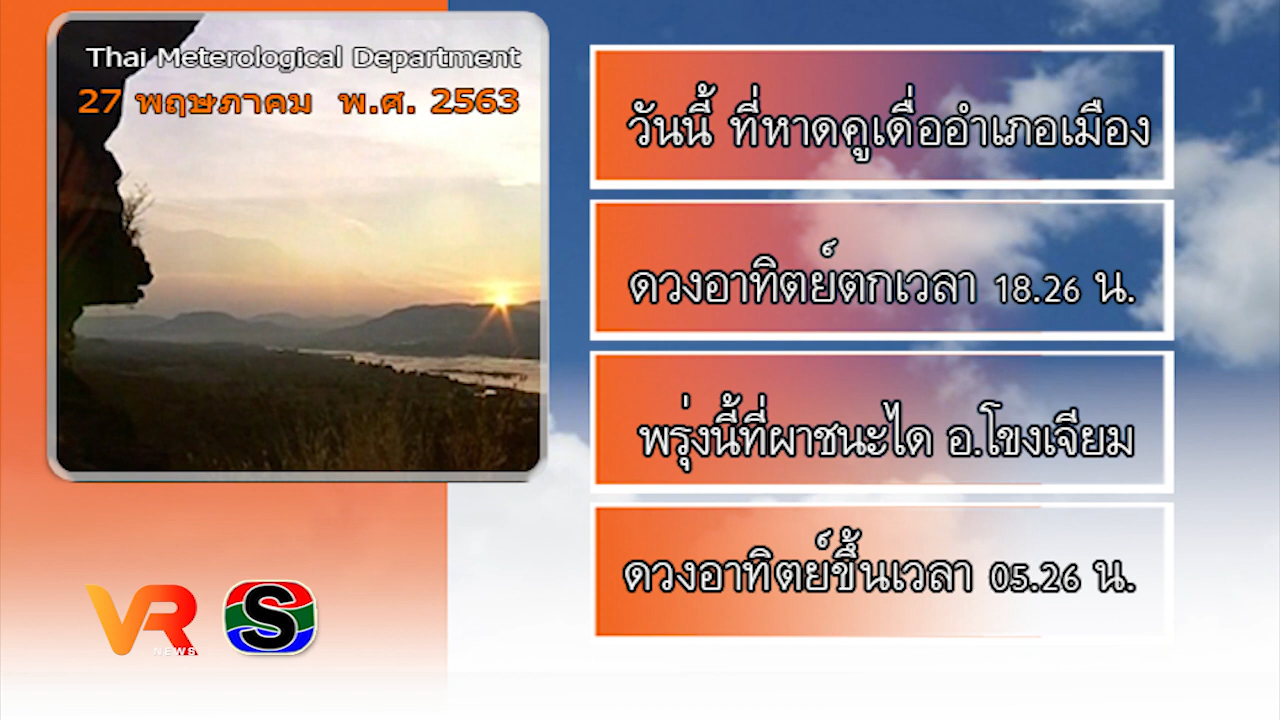 Thai Meterological Department
27 พฤษภาคม พ.ศ. 2563
วันนี้ ที่หาดคูเดื่ออำเภอเมือง
ดวงอาทิตย์ตกเวลา 18.26 น.
พรุ่งนี้ที่ผาชนะได อ.โขงเจียม
ดวงอาทิตย์ขึ้นเวลา 05.26 น.
VR
NEWS
S